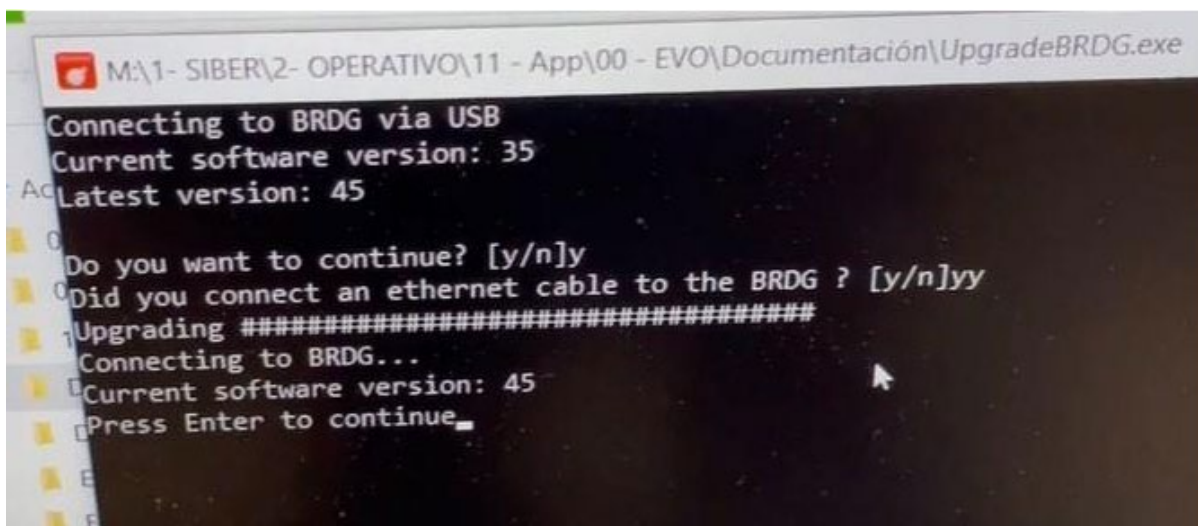 M:\1- SIBER\2- OPERATIVO\11 - App\00 - EVO\Documentación\UpgradeBRDG.exe
Connecting to BRDG via USB
Current software version: 35
Latest version: 45
Do you want to continue? [y/n]y
Did you connect an ethernet cable to the BRDG ? [y/n]yy
Upgrading ###################################
Connecting to BRDG...
Current software version: 45
Press Enter to continue